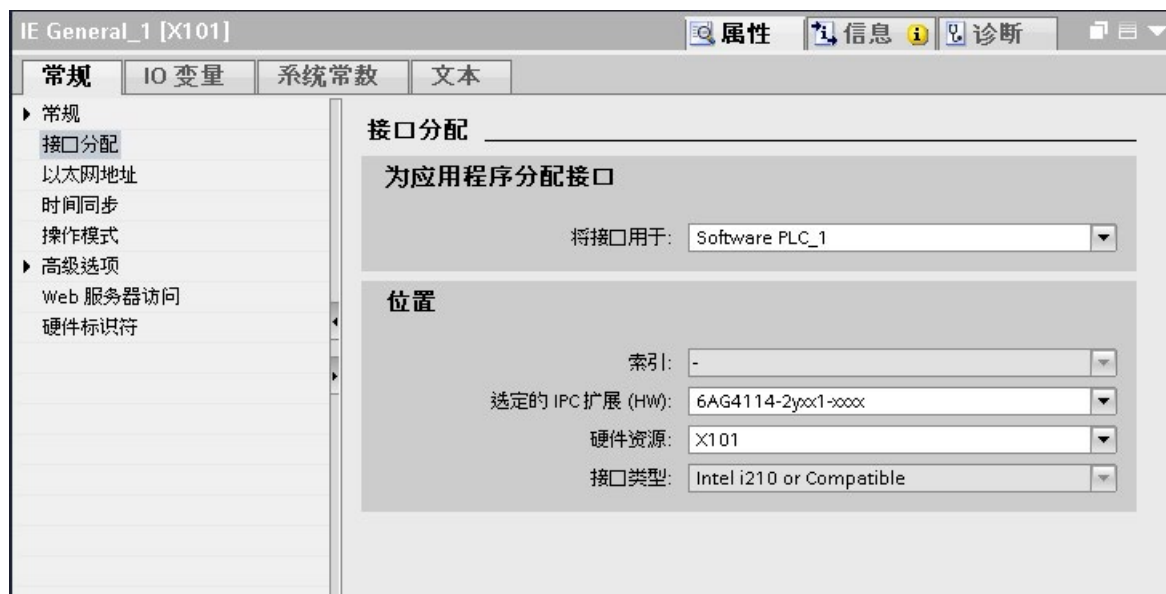 IE General_1 [X101]
属性
信息
诊断
常规
IO 变量
系统常数
文本
常规
接口分配
以太网地址
时间同步
操作模式
高级选项
Web 服务器访问
硬件标识符
接口分配
为应用程序分配接口
将接口用于: Software PLC_1
位置
索引: -
选定的 IPC 扩展 (HW): 6AG4114-2yxx1-xxxx
硬件资源: X101
接口类型: Intel i210 or Compatible